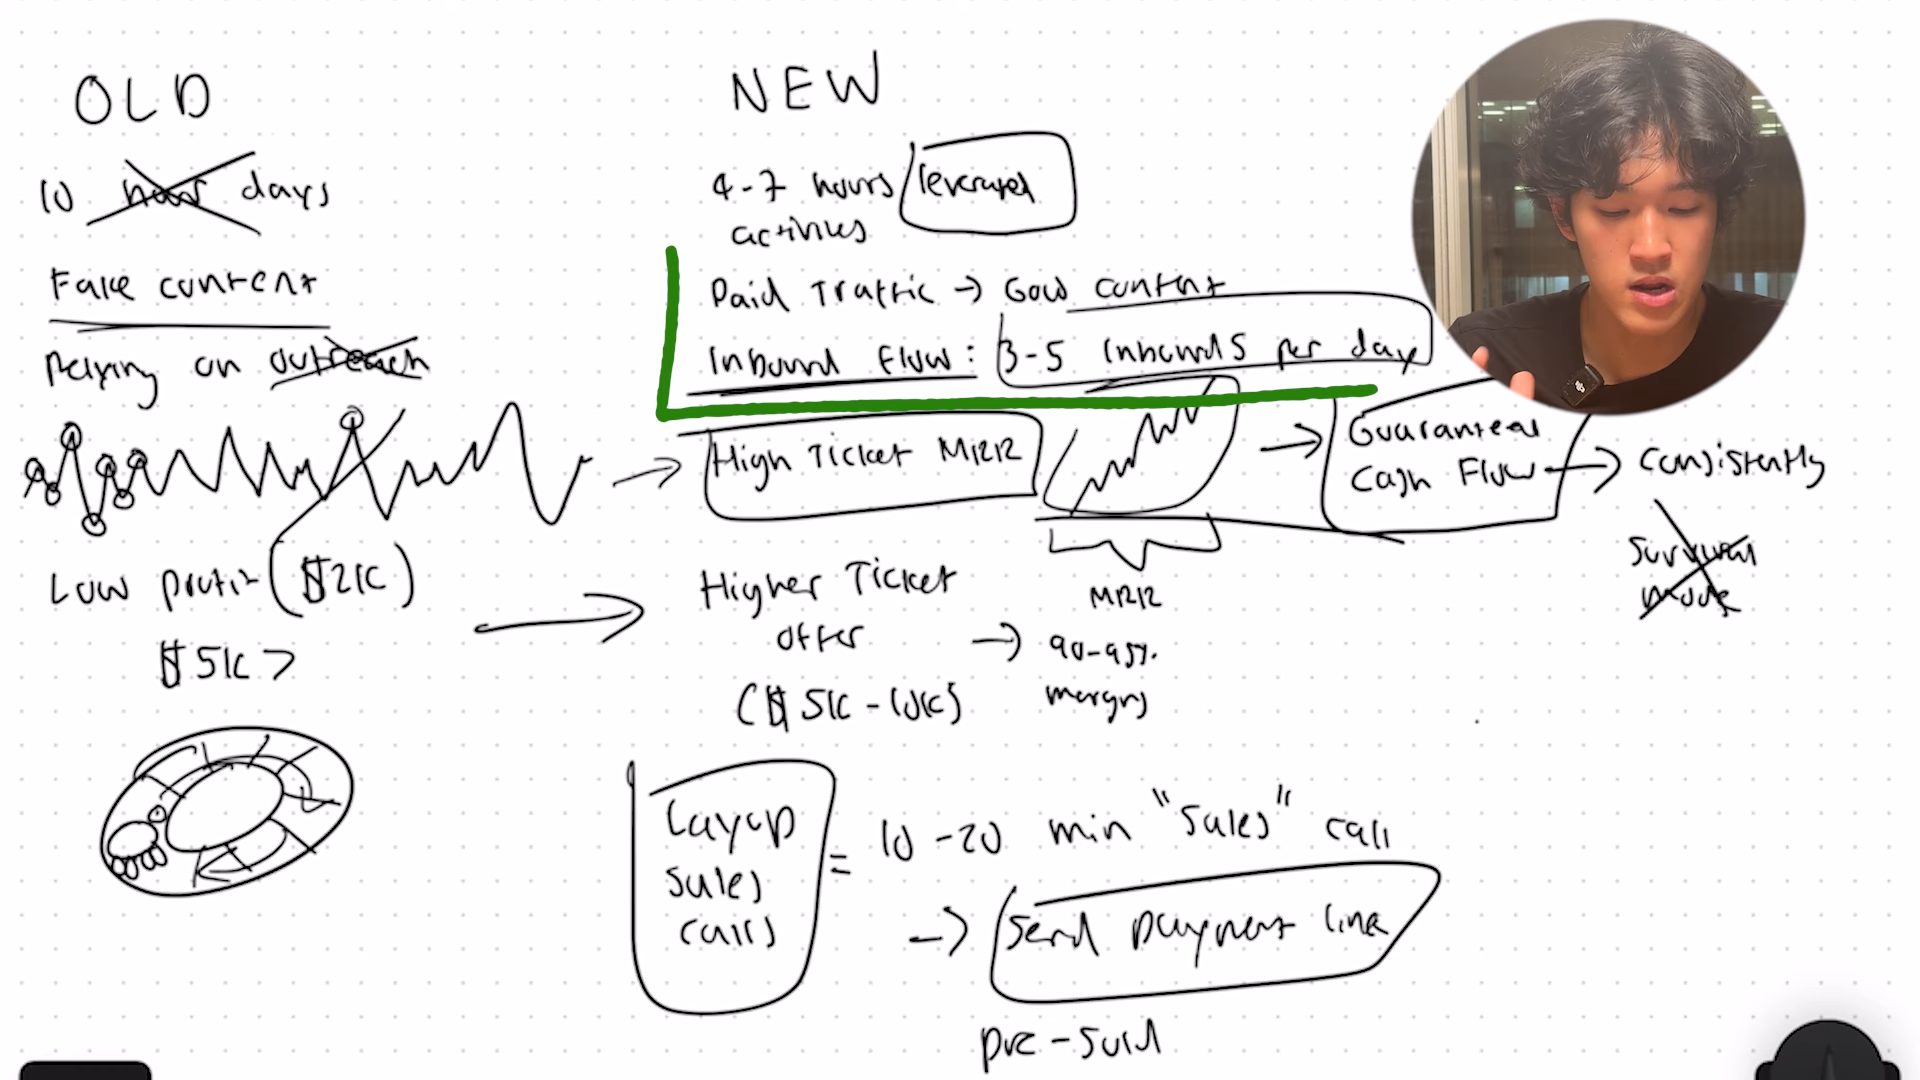 OLD
10 hours days
Fake content
Relying on outreach
Low profit ($2K)
$5K >
NEW
4-7 hours leveraged
activities
Paid Traffic → Good content
Inbound Flow: 3-5 inbounds per day
High Ticket MRR
→ Guaranteed
Cash Flow → Consistently
Survival
mode
Higher Ticket
offer
($5K - 10K)
MRR
→ 90-95%
margins
Layup
sales
calls
= 10-20 min "Sales" call
→ Send payment link
pre-sold